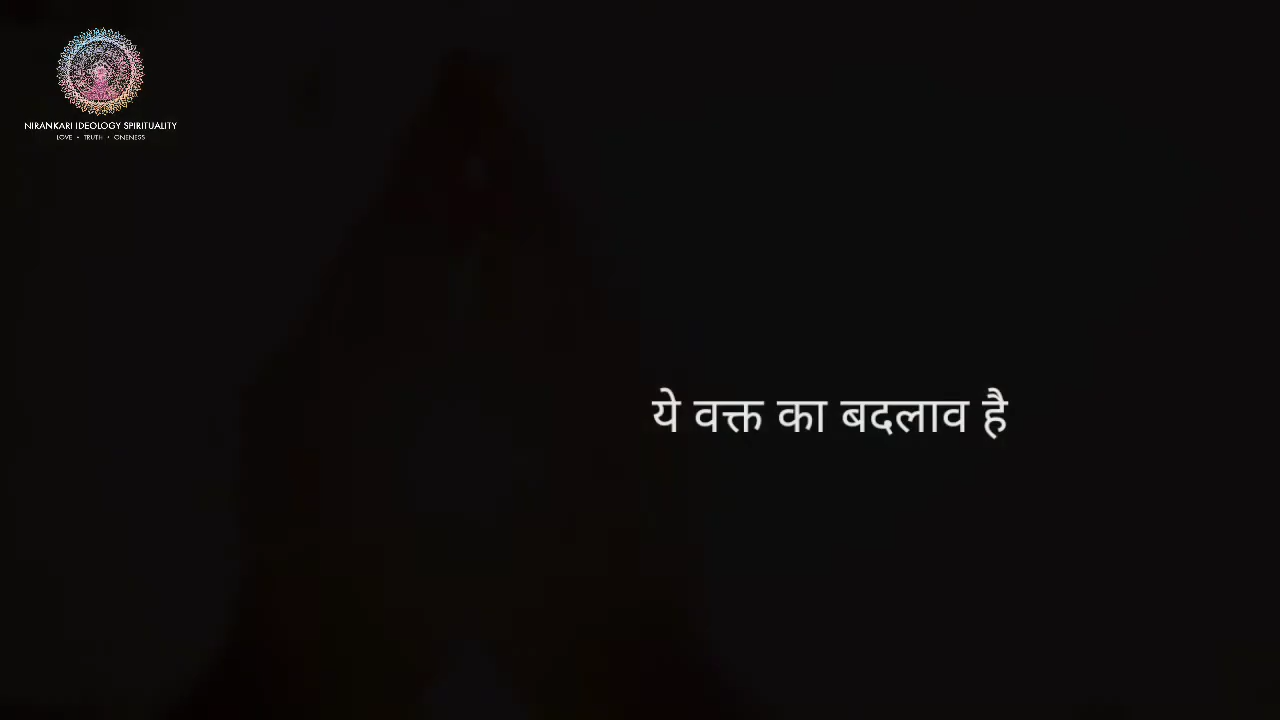 NIRANKARI IDEOLOGY SPIRITUALITY
LOVE • TRUTH • ONENESS
ये वक्त का बदलाव है